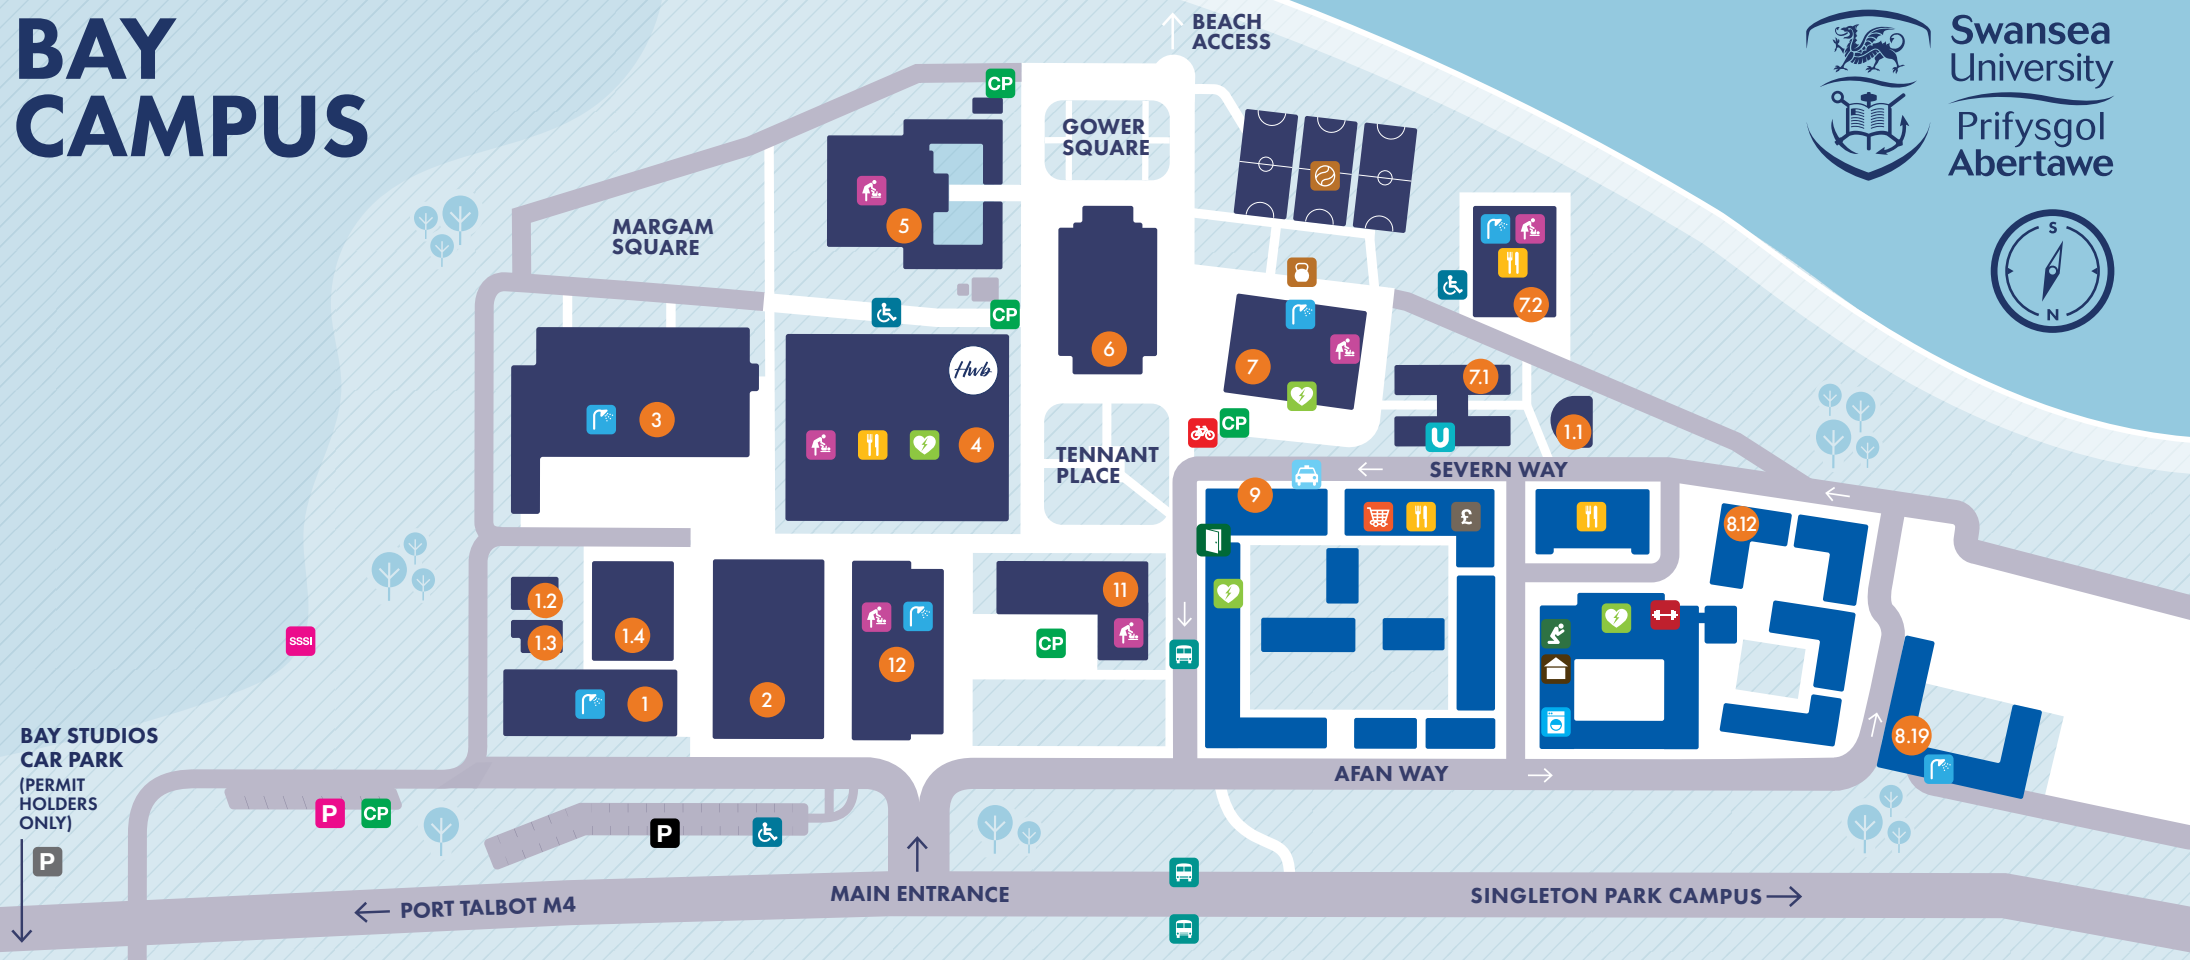 BAY
CAMPUS
BEACH
ACCESS
Swansea
University
Prifysgol
Abertawe
S
N
CP
GOWER
SQUARE
MARGAM
SQUARE
5
CP
Hwb
6
7
7.2
7.1
U
1.1
3
4
CP
TENNANT
PLACE
SEVERN WAY
9
£
8.12
1.2
1.3
1.4
11
CP
12
SSSI
1
2
8.19
BAY STUDIOS
CAR PARK
(PERMIT
HOLDERS
ONLY)
P
P
CP
P
AFAN WAY
MAIN ENTRANCE
PORT TALBOT M4
SINGLETON PARK CAMPUS